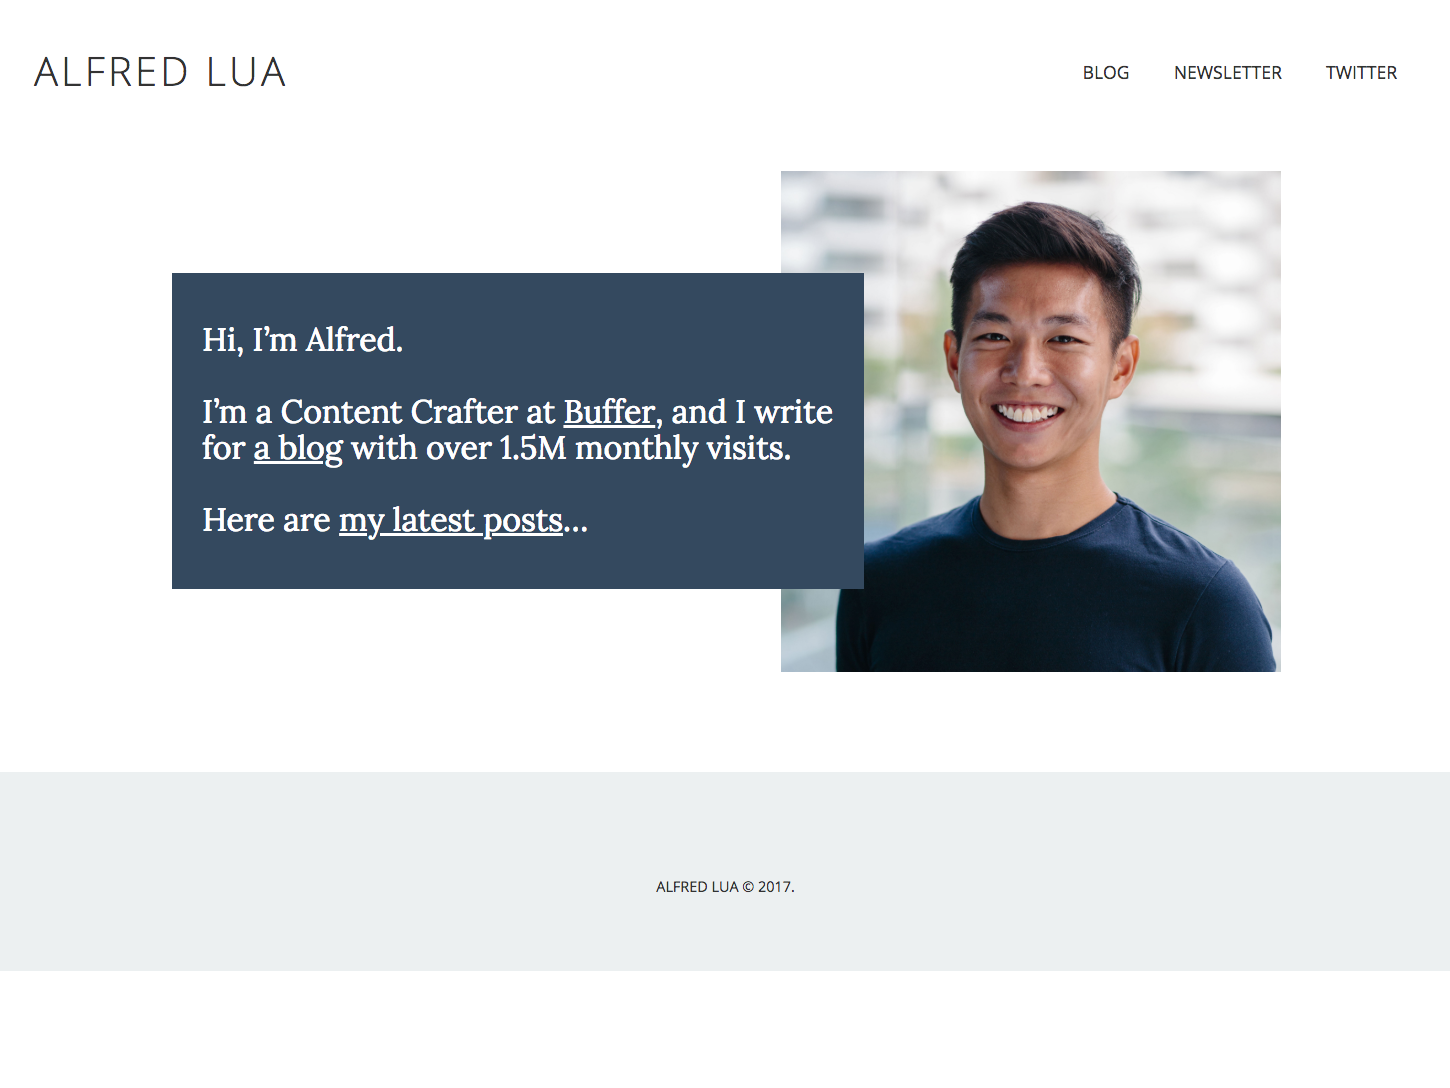 ALFRED LUA
BLOG NEWSLETTER TWITTER
Hi, I’m Alfred.
I’m a Content Crafter at Buffer, and I write
for a blog with over 1.5M monthly visits.
Here are my latest posts...
ALFRED LUA © 2017.